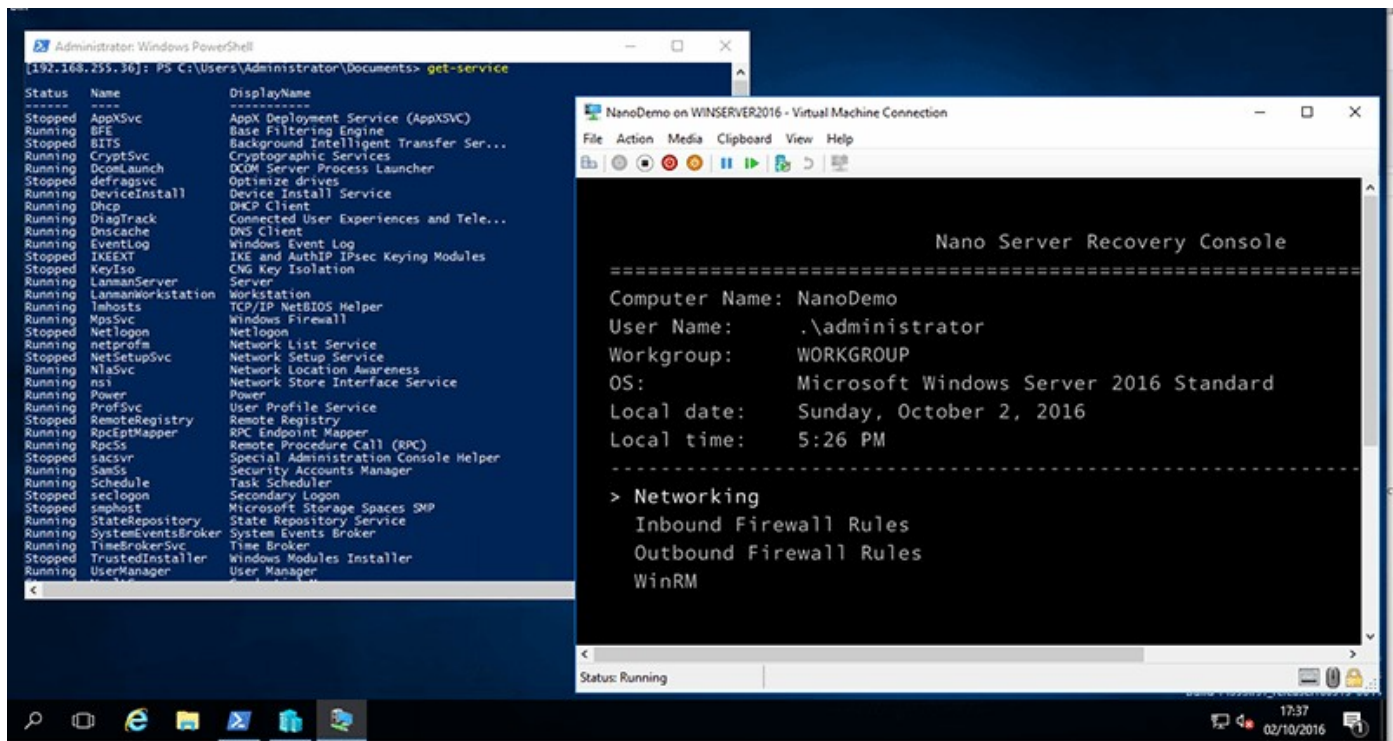 Administrator: Windows PowerShell
[192.168.255.36]: PS C:\Users\Administrator\Documents> get-service
Status Name DisplayName
------ ---- -----------
Stopped AppXSvc AppX Deployment Service (AppXSVC)
Running BFE Base Filtering Engine
Stopped BITS Background Intelligent Transfer Ser...
Running CryptSvc Cryptographic Services
Running DcomLaunch DCOM Server Process Launcher
Stopped defragsvc Optimize drives
Running DeviceInstall Device Install Service
Running Dhcp DHCP Client
Running DiagTrack Connected User Experiences and Tele...
Running Dnscache DNS Client
Running EventLog Windows Event Log
Stopped IKEEXT IKE and AuthIP IPsec Keying Modules
Stopped KeyIso CNG Key Isolation
Running LanmanServer Server
Running LanmanWorkstation Workstation
Running lmhosts TCP/IP NetBIOS Helper
Running MpsSvc Windows Firewall
Stopped Netlogon Netlogon
Running netprofm Network List Service
Stopped NetSetupSvc Network Setup Service
Running NlaSvc Network Location Awareness
Running nsi Network Store Interface Service
Running Power Power
Running ProfSvc User Profile Service
Stopped RemoteRegistry Remote Registry
Running RpcEptMapper RPC Endpoint Mapper
Running RpcSs Remote Procedure Call (RPC)
Stopped sacsvr Special Administration Console Helper
Running SamSs Security Accounts Manager
Running Schedule Task Scheduler
Stopped seclogon Secondary Logon
Stopped smphost Microsoft Storage Spaces SMP
Running StateRepository State Repository Service
Running SystemEventsBroker System Events Broker
Running TimeBrokerSvc Time Broker
Stopped TrustedInstaller Windows Modules Installer
Running UserManager User Manager
NanoDemo on WINSERVER2016 - Virtual Machine Connection
File Action Media Clipboard View Help
Nano Server Recovery Console
Computer Name: NanoDemo
User Name: .\administrator
Workgroup: WORKGROUP
OS: Microsoft Windows Server 2016 Standard
Local date: Sunday, October 2, 2016
Local time: 5:26 PM
> Networking
Inbound Firewall Rules
Outbound Firewall Rules
WinRM
Status: Running
17:37
02/10/2016